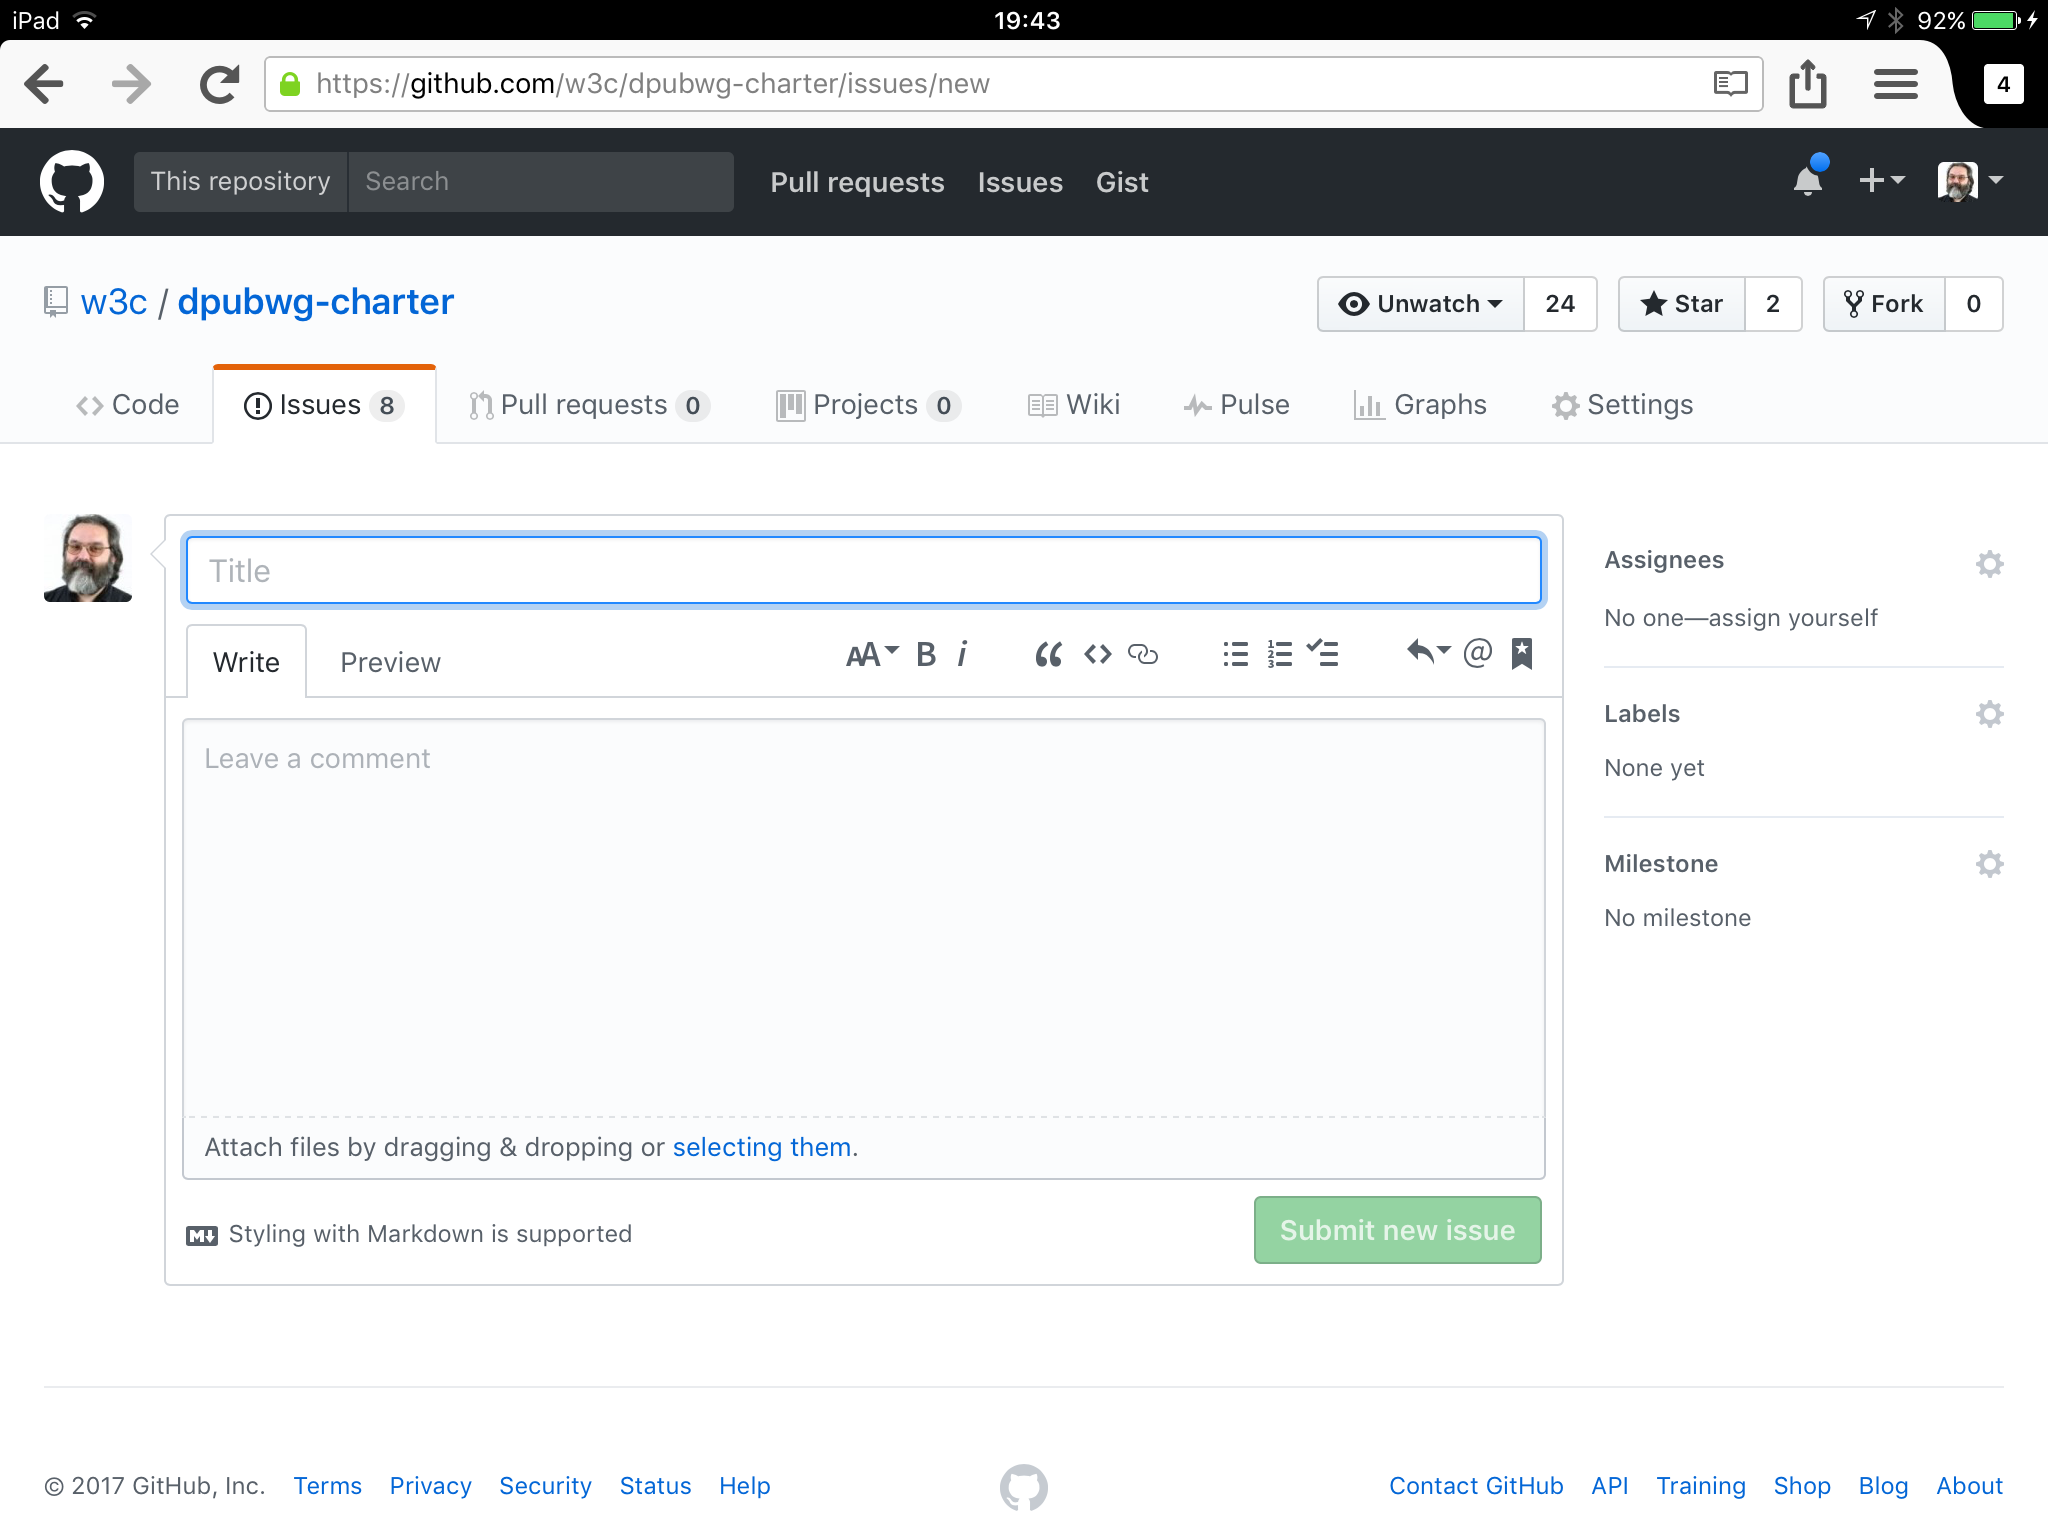 iPad 19:43 92%
https://github.com/w3c/dpubwg-charter/issues/new 4
This repository Search Pull requests Issues Gist
w3c / dpubwg-charter Unwatch 24 Star 2 Fork 0
Code Issues 8 Pull requests 0 Projects 0 Wiki Pulse Graphs Settings
Title
Assignees
No one—assign yourself
Write Preview AA B i
Labels
None yet
Leave a comment
Milestone
No milestone
Attach files by dragging & dropping or selecting them.
Styling with Markdown is supported Submit new issue
© 2017 GitHub, Inc. Terms Privacy Security Status Help Contact GitHub API Training Shop Blog About